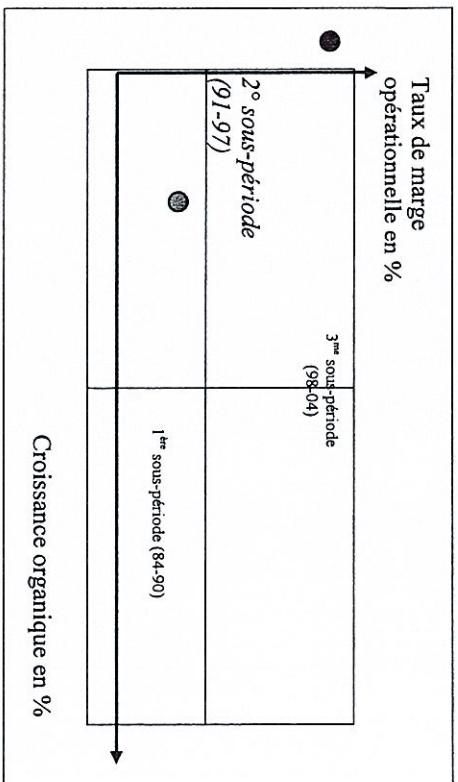 Taux de marge
opérationnelle en %
2° sous-période
(91-97)
3me sous-période
(98-04)
1ère sous-période (84-90)
Croissance organique en %